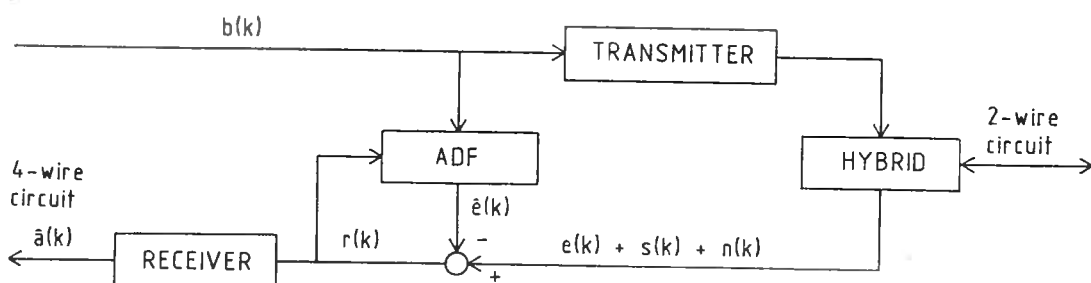 b(k)
TRANSMITTER
2-wire
circuit
ADF
HYBRID
4-wire
circuit
ê(k)
â(k)
r(k)
-
e(k) + s(k) + n(k)
RECEIVER
+